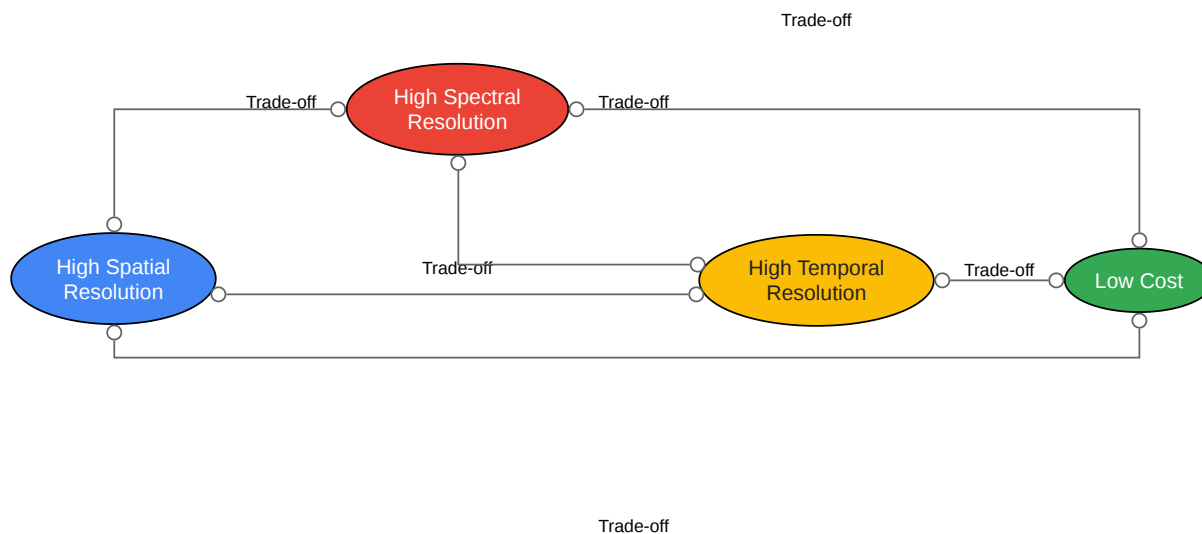 Trade-off
High Spectral
Resolution
Trade-off
Trade-off
High Spatial
Resolution
Trade-off
High Temporal
Resolution
Trade-off
Low Cost
Trade-off